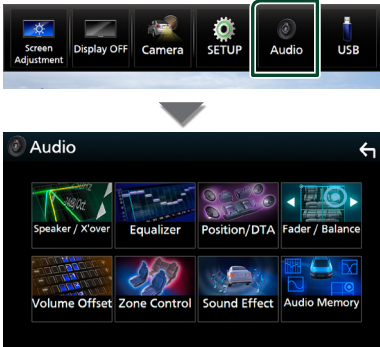 Screen Adjustment
Display OFF
Camera
SETUP
Audio
USB
Audio
Speaker / X'over
Equalizer
Position/DTA
Fader / Balance
Volume Offset
Zone Control
Sound Effect
Audio Memory